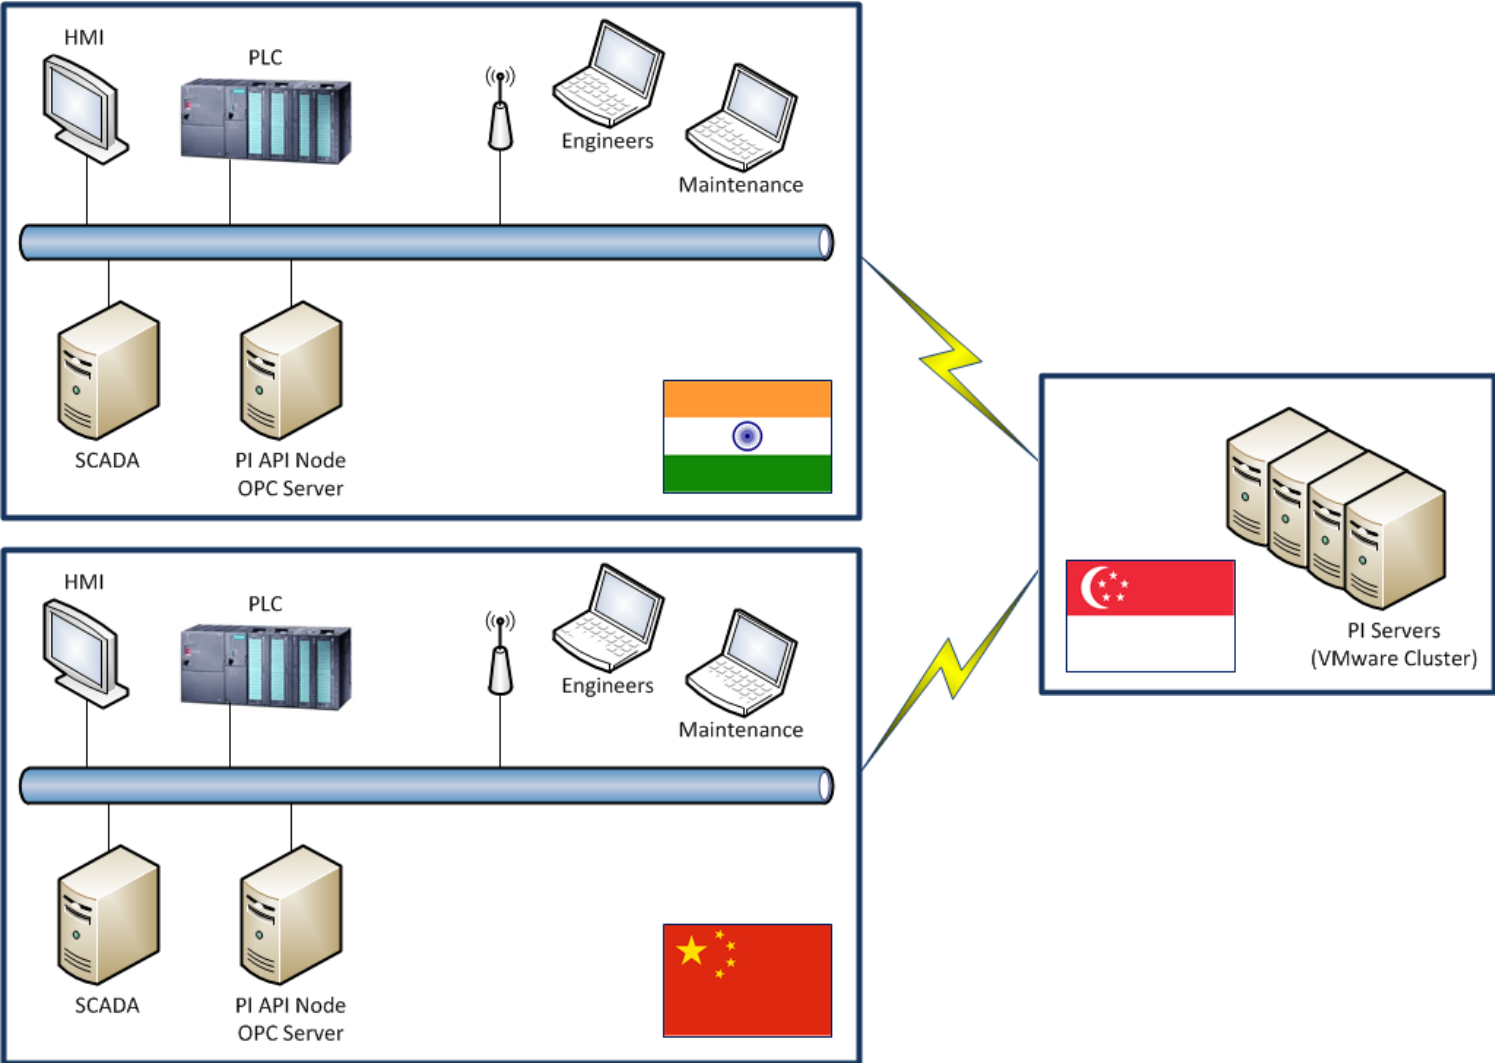 HMI
PLC
Engineers
Maintenance
SCADA
PI API Node
OPC Server
HMI
PLC
Engineers
Maintenance
SCADA
PI API Node
OPC Server
PI Servers
(VMware Cluster)